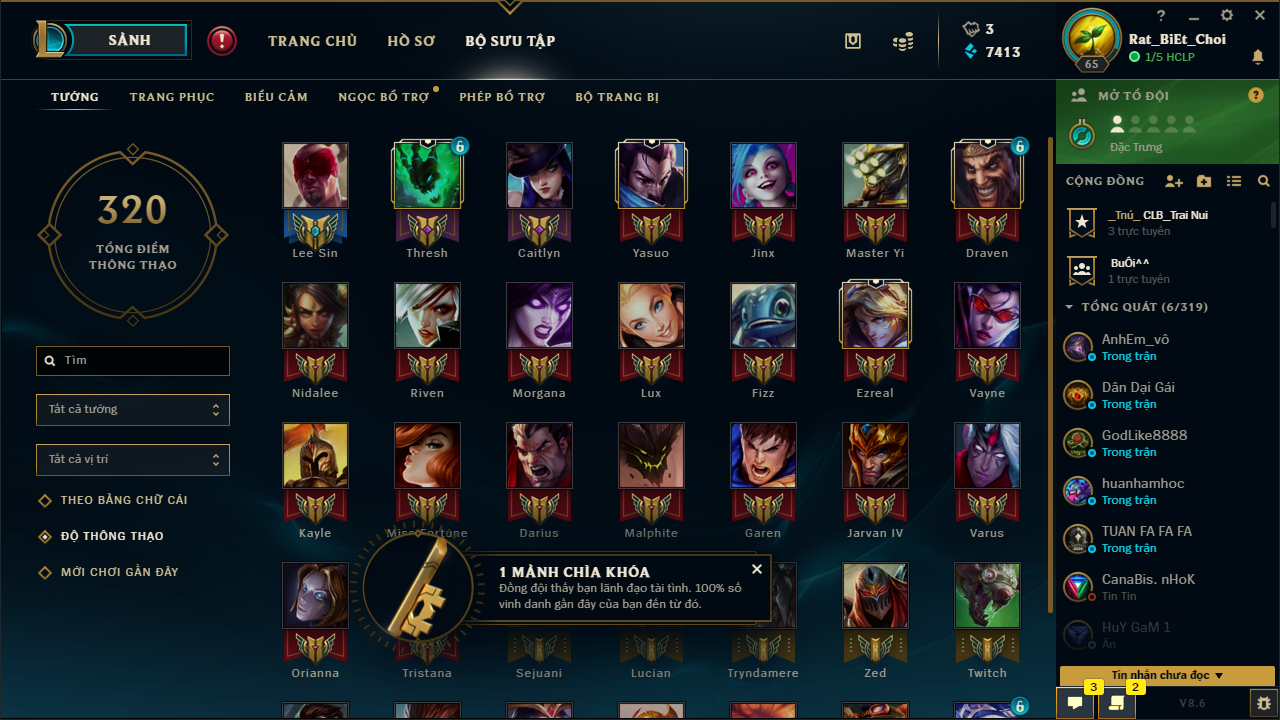 SẢNH
TRANG CHỦ
HỒ SƠ
BỘ SƯU TẬP
3
7413
65
Rat_BiEt_Choi
1/5 HCLP
TƯỚNG
TRANG PHỤC
BIỂU CẢM
NGỌC BỔ TRỢ
PHÉP BỔ TRỢ
BỘ TRANG BỊ
MỞ TỔ ĐỘI
Đặc Trưng
CỘNG ĐỒNG
320
TỔNG ĐIỂM
THÔNG THẠO
Tìm
Tất cả tướng
Tất cả vị trí
THEO BẢNG CHỮ CÁI
ĐỘ THÔNG THẠO
MỚI CHƠI GẦN ĐÂY
6
6
Lee Sin
Thresh
Caitlyn
Yasuo
Jinx
Master Yi
Draven
Nidalee
Riven
Morgana
Lux
Fizz
Ezreal
Vayne
Kayle
Miss Fortune
Darius
Malphite
Garen
Jarvan IV
Varus
1 MẢNH CHÌA KHÓA
Đồng đội thấy bạn lãnh đạo tài tình. 100% số
vinh danh gần đây của bạn đến từ đó.
Orianna
Tristana
Sejuani
Lucian
Tryndamere
Zed
Twitch
6
_Tnú_ CLB_Trai Nui
3 trực tuyến
BuÔi^^
1 trực tuyến
TỔNG QUÁT (6/319)
AnhEm_vô
Trong trận
Dân Dại Gái
Trong trận
GodLike8888
Trong trận
huanhamhoc
Trong trận
TUAN FA FA FA
Trong trận
CanaBis. nHoK
Tin Tin
HuY GaM 1
Ăn
Tin nhắn chưa đọc
3
2
V8.6